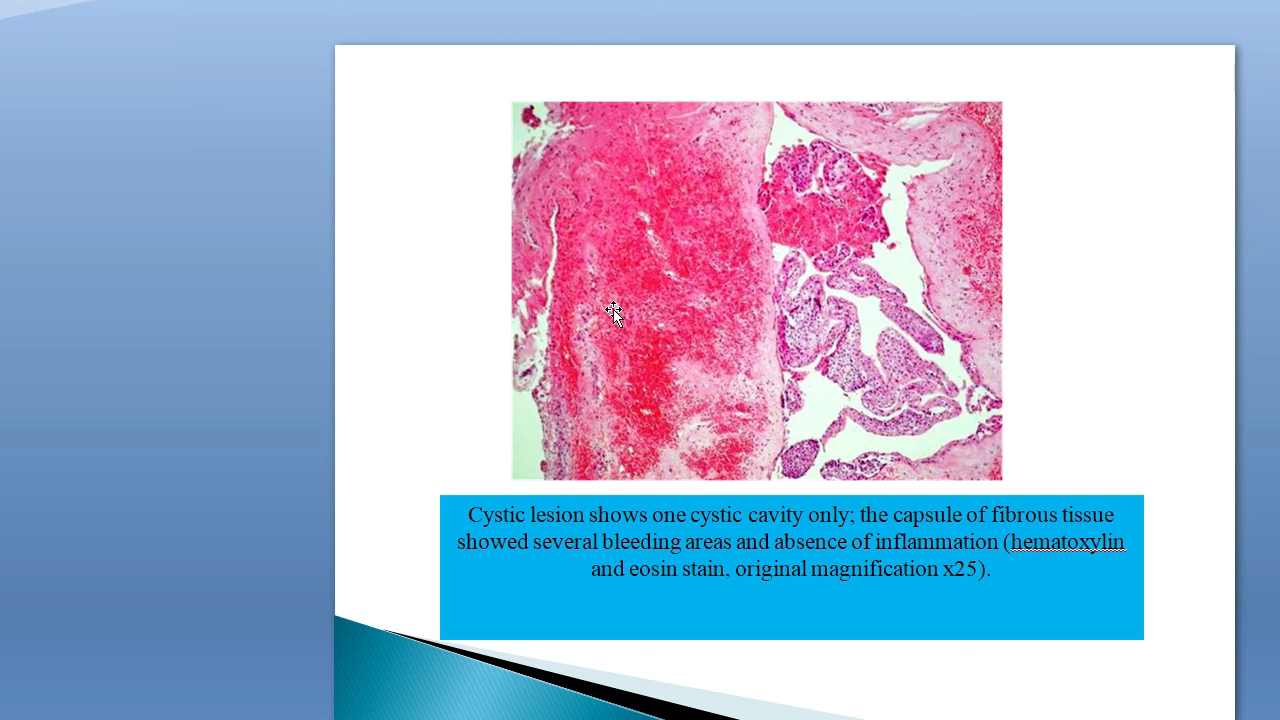 Cystic lesion shows one cystic cavity only; the capsule of fibrous tissue
showed several bleeding areas and absence of inflammation (hematoxylin
and eosin stain, original magnification x25).